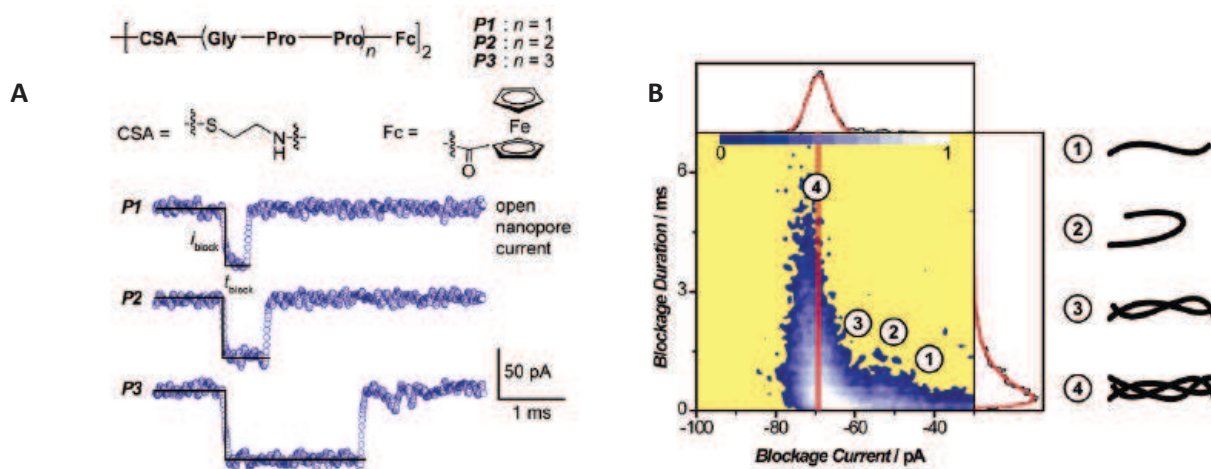 A
[ CSA (Gly Pro Pro)n Fc ]2
P1 : n = 1
P2 : n = 2
P3 : n = 3
CSA =
S
N
H
Fc =
Fe
O
P1
open
nanopore
current
iblock
tblock
P2
P3
50 pA
1 ms
B
0 1
Blockage Duration / ms
6
3
0
4
3
2
1
-100 -80 -60 -40
Blockage Current / pA
1
2
3
4